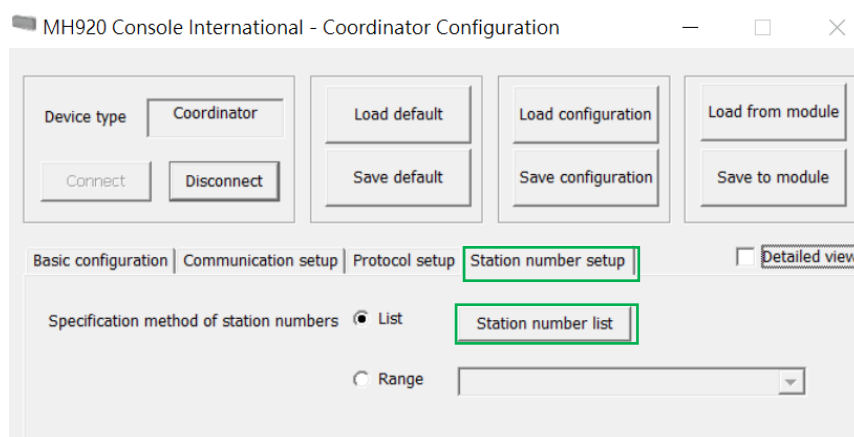 MH920 Console International - Coordinator Configuration
Device type Coordinator Load default Load configuration Load from module
Connect Disconnect Save default Save configuration Save to module
Basic configuration Communication setup Protocol setup Station number setup Detailed view
Specification method of station numbers List Station number list
Range